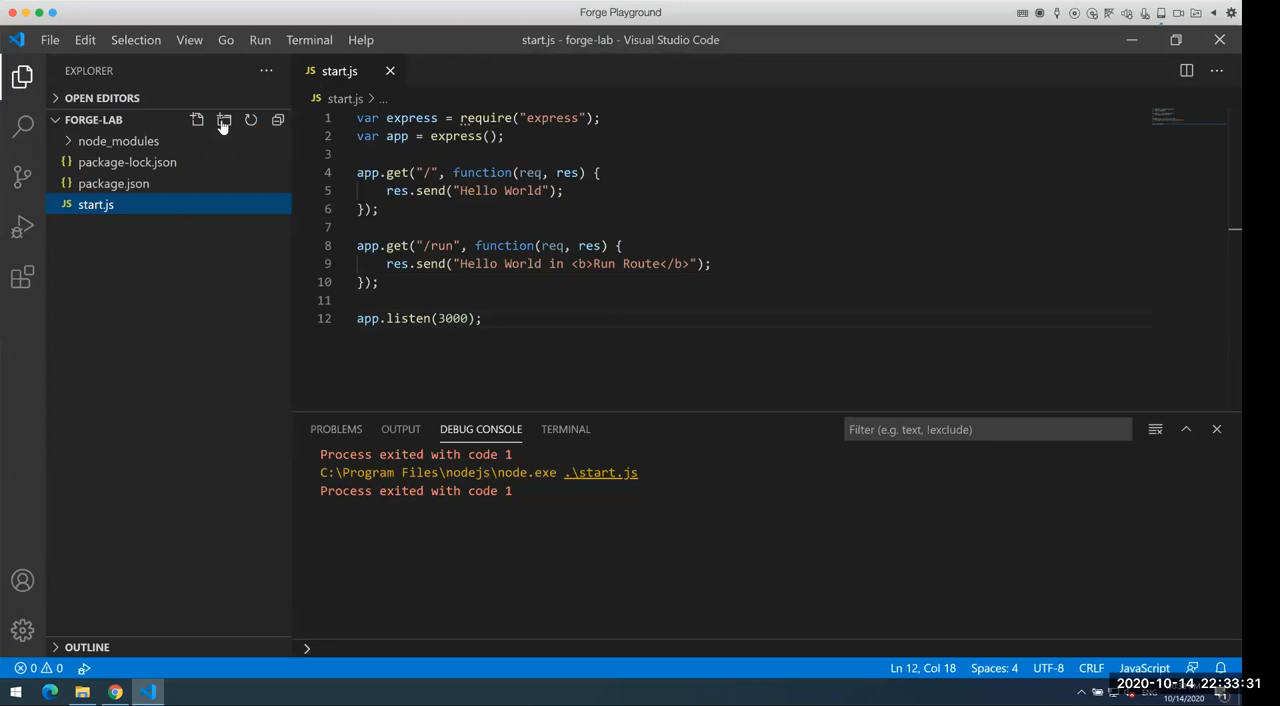 Forge Playground
File Edit Selection View Go Run Terminal Help
start.js - forge-lab - Visual Studio Code
EXPLORER
OPEN EDITORS
FORGE-LAB
node_modules
{} package-lock.json
{} package.json
JS start.js
OUTLINE
JS start.js
JS start.js > ...
1 var express = require("express");
2 var app = express();
3
4 app.get("/", function(req, res) {
5 res.send("Hello World");
6 });
7
8 app.get("/run", function(req, res) {
9 res.send("Hello World in <b>Run Route</b>");
10 });
11
12 app.listen(3000);
PROBLEMS OUTPUT DEBUG CONSOLE TERMINAL
Filter (e.g. text, !exclude)
Process exited with code 1
C:\Program Files\nodejs\node.exe .\start.js
Process exited with code 1
0 0
Ln 12, Col 18 Spaces: 4 UTF-8 CRLF JavaScript
2020-10-14 22:33:31
ENG
10/14/2020